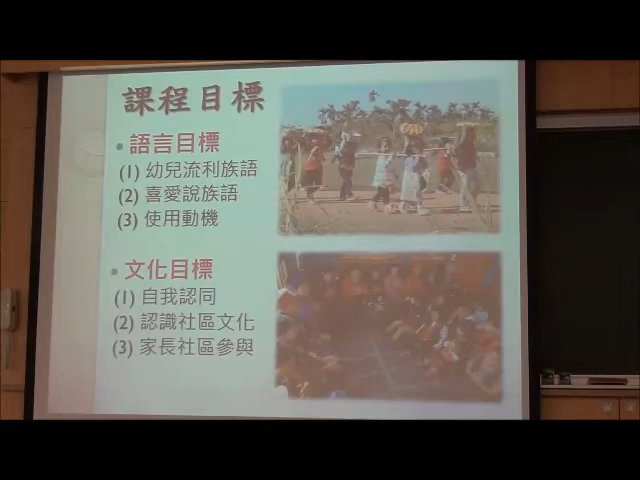 課程目標
語言目標
(1) 幼兒流利族語
(2) 喜愛說族語
(3) 使用動機
文化目標
(1) 自我認同
(2) 認識社區文化
(3) 家長社區參與